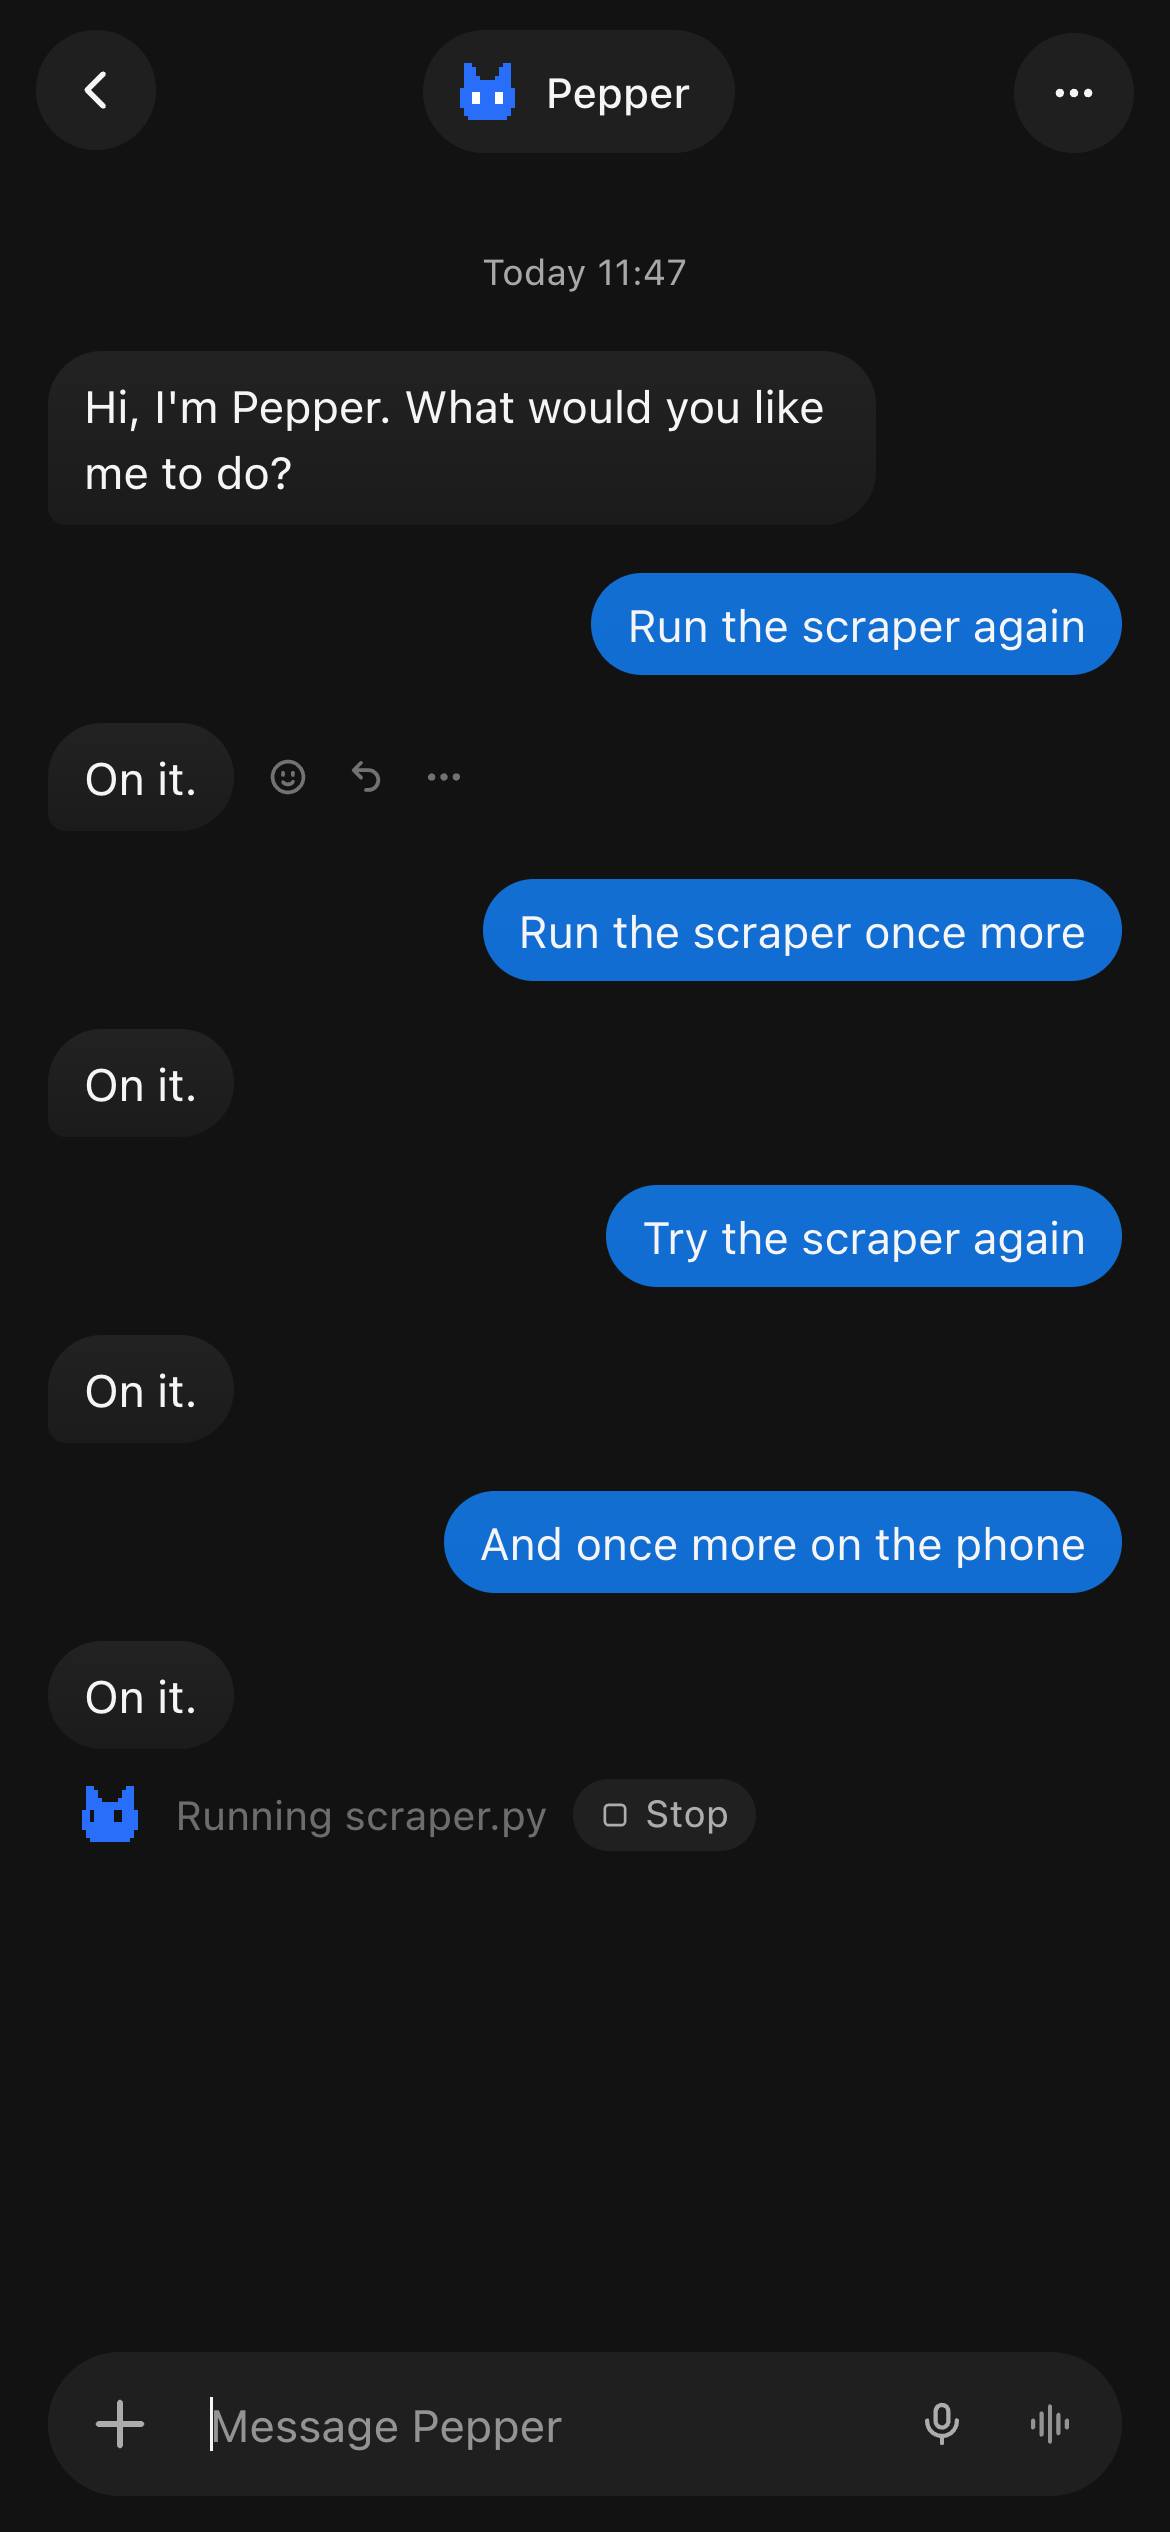 Pepper
Today 11:47
Hi, I'm Pepper. What would you like
me to do?
Run the scraper again
On it.
Run the scraper once more
On it.
Try the scraper again
On it.
And once more on the phone
On it.
Running scraper.py
Stop
Message Pepper